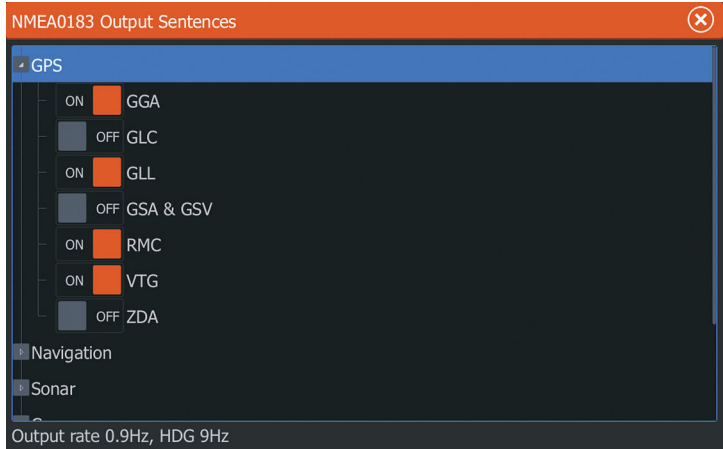 NMEA0183 Output Sentences
GPS
ON GGA
OFF GLC
ON GLL
OFF GSA & GSV
ON RMC
ON VTG
OFF ZDA
Navigation
Sonar
Output rate 0.9Hz, HDG 9Hz